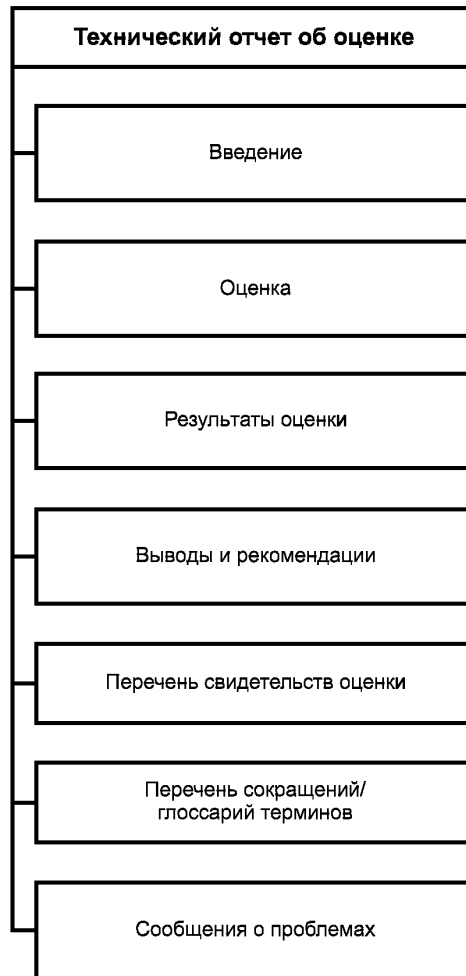 Технический отчет об оценке
Введение
Оценка
Результаты оценки
Выводы и рекомендации
Перечень свидетельств оценки
Перечень сокращений/
глоссарий терминов
Сообщения о проблемах